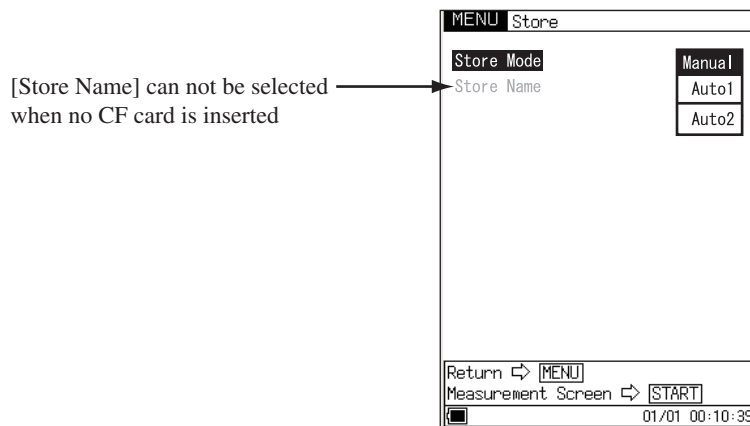 [Store Name] can not be selected
when no CF card is inserted
MENU Store
Store Mode
Store Name
Manual
Auto1
Auto2
Return ⇨ MENU
Measurement Screen ⇨ START
01/01 00:10:39